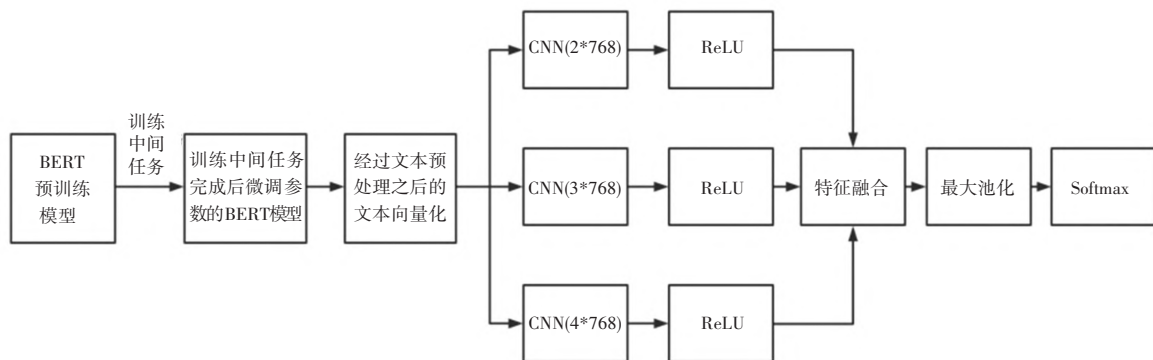 CNN(2*768)
ReLU
训练
中间
任务
BERT
预训练
模型
训练中间任务
完成后微调参
数的BERT模型
经过文本预
处理之后的
文本向量化
CNN(3*768)
ReLU
特征融合
最大池化
Softmax
CNN(4*768)
ReLU